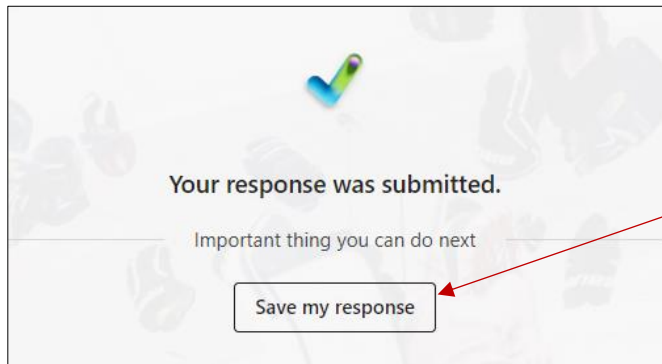 Your response was submitted.
Important thing you can do next
Save my response